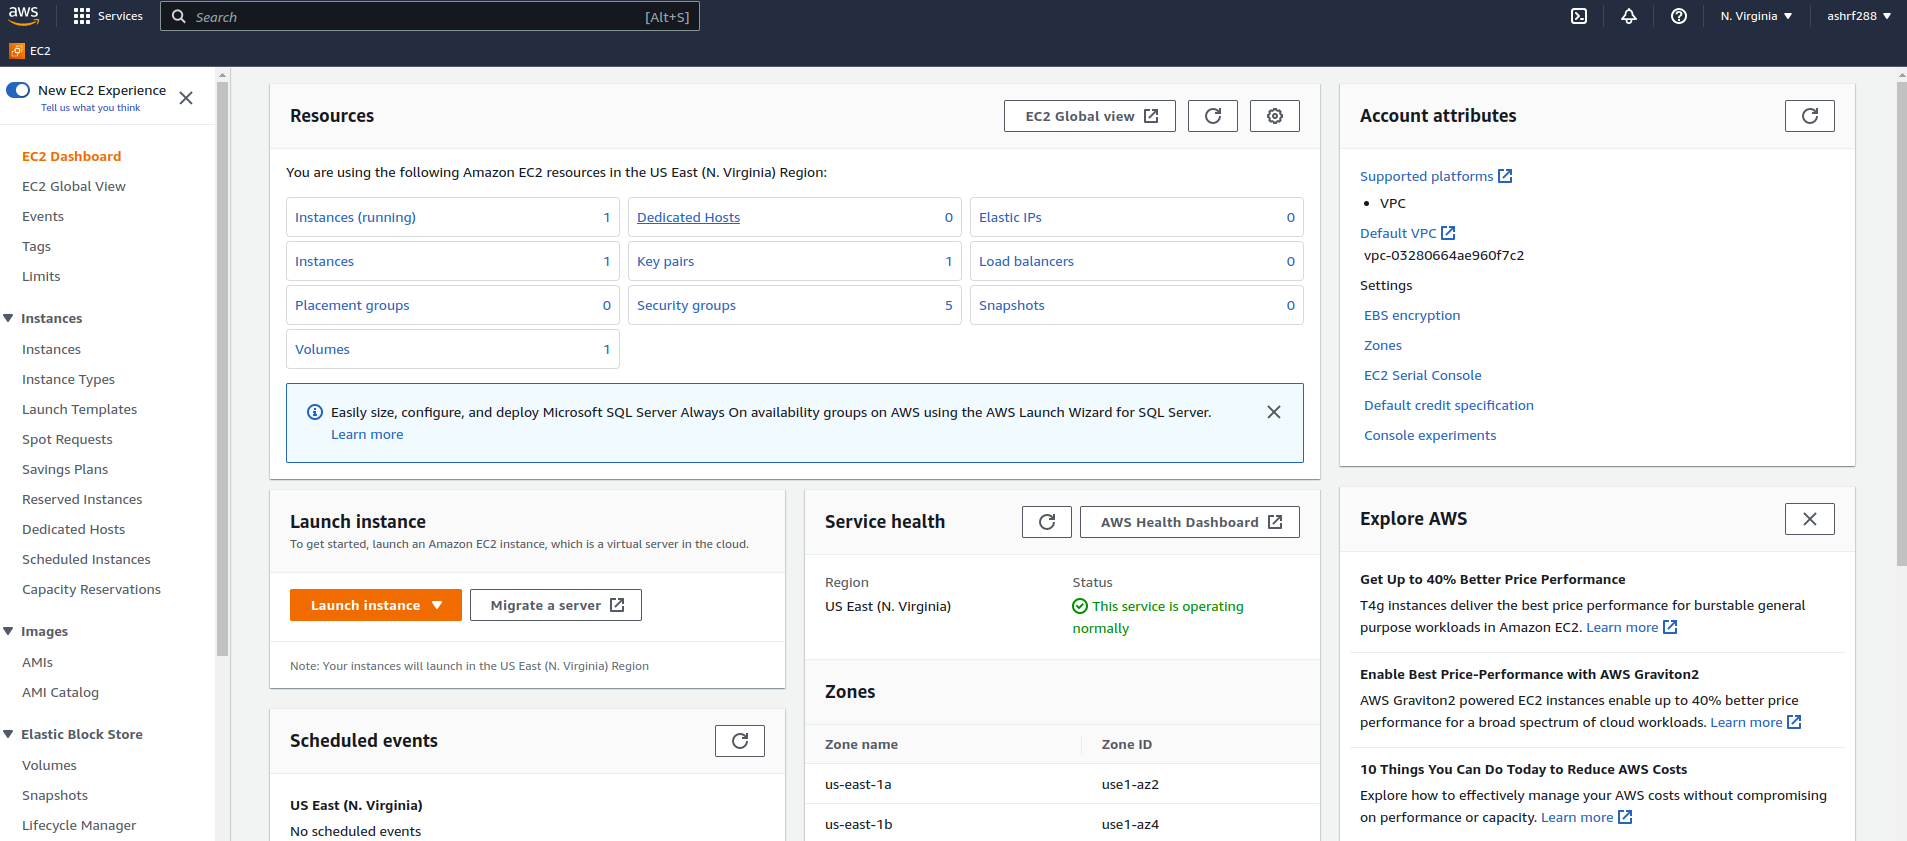 aws
Services
Search
[Alt+S]
N. Virginia
ashrf288
EC2
New EC2 Experience
Tell us what you think
EC2 Dashboard
EC2 Global View
Events
Tags
Limits
Instances
Instances
Instance Types
Launch Templates
Spot Requests
Savings Plans
Reserved Instances
Dedicated Hosts
Scheduled Instances
Capacity Reservations
Images
AMIs
AMI Catalog
Elastic Block Store
Volumes
Snapshots
Lifecycle Manager
Resources
EC2 Global view
You are using the following Amazon EC2 resources in the US East (N. Virginia) Region:
Instances (running) 1
Dedicated Hosts 0
Elastic IPs 0
Instances 1
Key pairs 1
Load balancers 0
Placement groups 0
Security groups 5
Snapshots 0
Volumes 1
Easily size, configure, and deploy Microsoft SQL Server Always On availability groups on AWS using the AWS Launch Wizard for SQL Server.
Learn more
Launch instance
To get started, launch an Amazon EC2 instance, which is a virtual server in the cloud.
Launch instance
Migrate a server
Note: Your instances will launch in the US East (N. Virginia) Region
Scheduled events
US East (N. Virginia)
No scheduled events
Service health
AWS Health Dashboard
Region
US East (N. Virginia)
Status
This service is operating
normally
Zones
Zone name Zone ID
us-east-1a use1-az2
us-east-1b use1-az4
Account attributes
Supported platforms
• VPC
Default VPC
vpc-03280664ae960f7c2
Settings
EBS encryption
Zones
EC2 Serial Console
Default credit specification
Console experiments
Explore AWS
Get Up to 40% Better Price Performance
T4g instances deliver the best price performance for burstable general
purpose workloads in Amazon EC2. Learn more
Enable Best Price-Performance with AWS Graviton2
AWS Graviton2 powered EC2 instances enable up to 40% better price
performance for a broad spectrum of cloud workloads. Learn more
10 Things You Can Do Today to Reduce AWS Costs
Explore how to effectively manage your AWS costs without compromising
on performance or capacity. Learn more